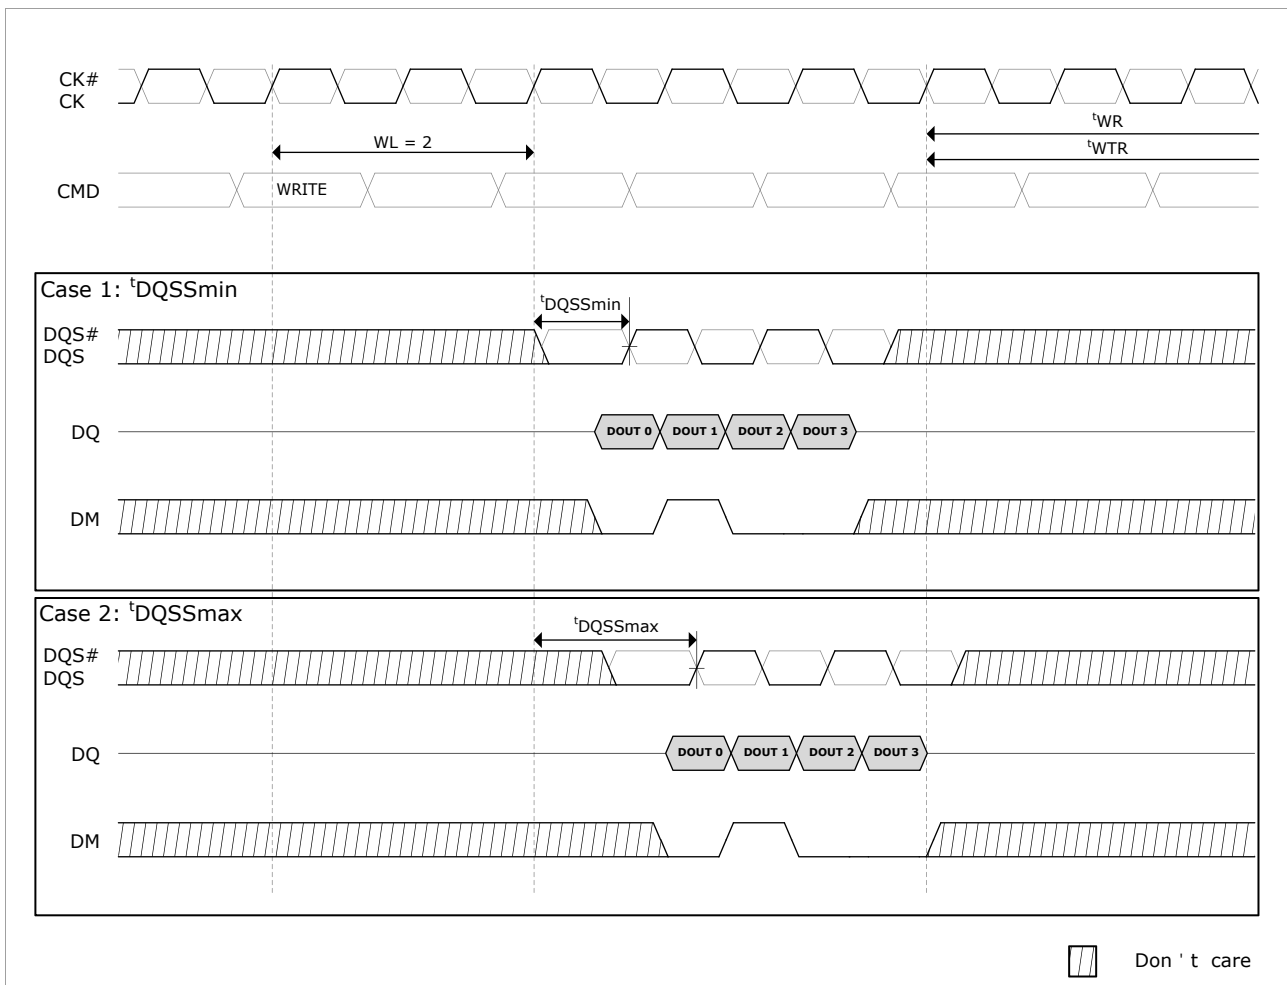 CK#
CK
tWR
WL = 2
tWTR
CMD
WRITE
Case 1: tDQSSmin
tDQSSmin
DQS#
DQS
DQ
DOUT 0 DOUT 1 DOUT 2 DOUT 3
DM
Case 2: tDQSSmax
tDQSSmax
DQS#
DQS
DQ
DOUT 0 DOUT 1 DOUT 2 DOUT 3
DM
Don ' t care